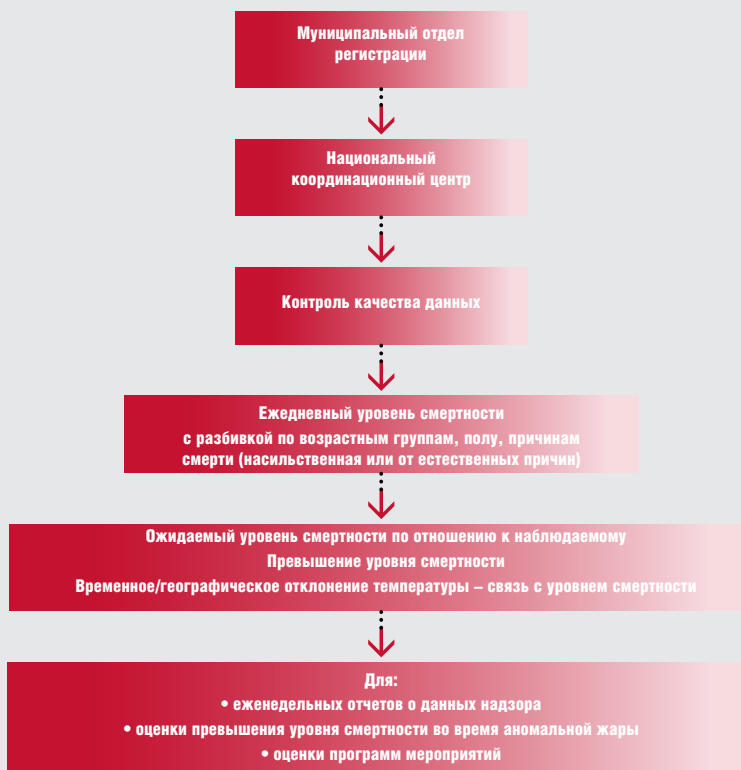 Муниципальный отдел
регистрации
Национальный
координационный центр
Контроль качества данных
Ежедневный уровень смертности
с разбивкой по возрастным группам, полу, причинам
смерти (насильственная или от естественных причин)
Ожидаемый уровень смертности по отношению к наблюдаемому
Превышение уровня смертности
Временное/географическое отклонение температуры – связь с уровнем смертности
Для:
• еженедельных отчетов о данных надзора
• оценки превышения уровня смертности во время аномальной жары
• оценки программ мероприятий